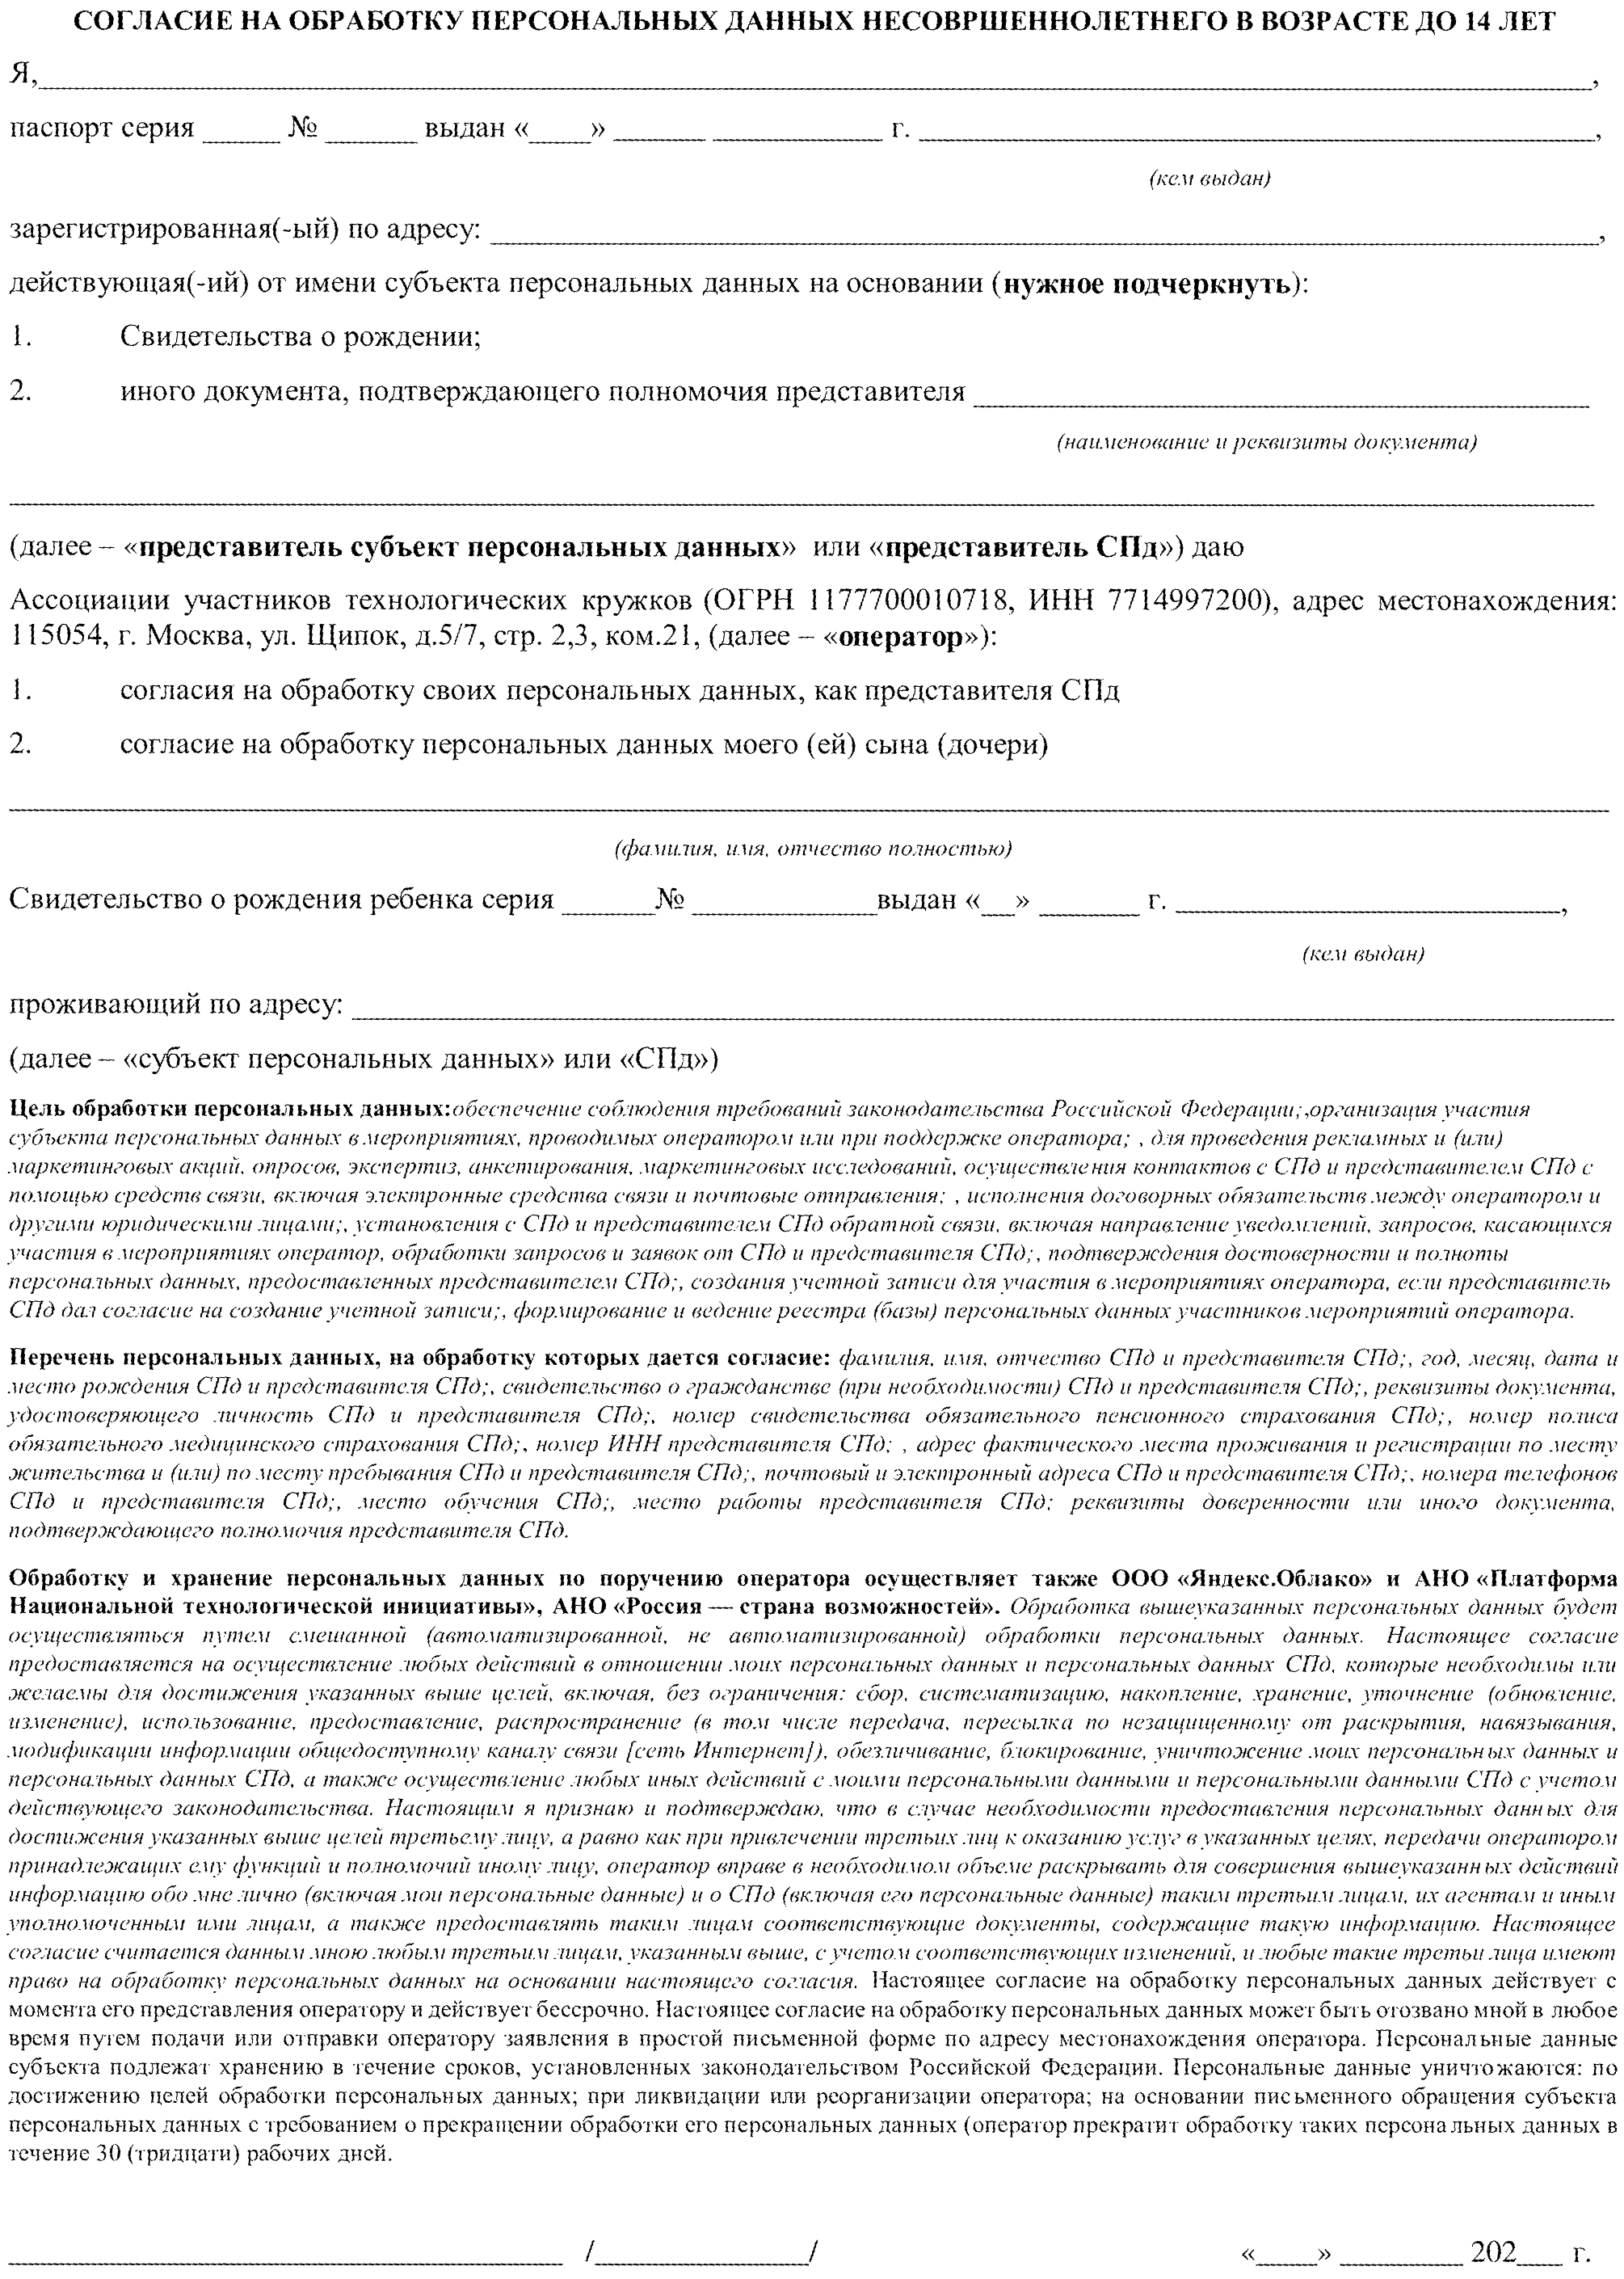 СОГЛАСИЕ НА ОБРАБОТКУ ПЕРСОНАЛЬНЫХ ДАННЫХ НЕСОВРШЕННОЛЕТНЕГО В ВОЗРАСТЕ ДО 14 ЛЕТ
Я,____________________________________________,
паспорт серия _____ № ______ выдан «____» ______ ___________ г. ____________________________,
(кем выдан)
зарегистрированная(-ый) по адресу: ____________________________________________,
действующая(-ий) от имени субъекта персональных данных на основании (нужное подчеркнуть):
1. Свидетельства о рождении;
2. иного документа, подтверждающего полномочия представителя ____________________________
(наименование и реквизиты документа)
____________________________________________
(далее – «представитель субъект персональных данных» или «представитель СПд») даю
Ассоциации участников технологических кружков (ОГРН 1177700010718, ИНН 7714997200), адрес местонахождения:
115054, г. Москва, ул. Щипок, д.5/7, стр. 2,3, ком.21, (далее – «оператор»):
1. согласия на обработку своих персональных данных, как представителя СПд
2. согласие на обработку персональных данных моего (ей) сына (дочери)
____________________________________________
(фамилия, имя, отчество полностью)
Свидетельство о рождения ребенка серия ______№ ____________выдан «__» ______ г. _________________________,
(кем выдан)
проживающий по адресу: ____________________________________________
(далее – «субъект персональных данных» или «СПд»)
Цель обработки персональных данных:обеспечение соблюдения требований законодательства Российской Федерации;,организация участия
субъекта персональных данных в мероприятиях, проводимых оператором или при поддержке оператора; , для проведения рекламных и (или)
маркетинговых акций, опросов, экспертиз, анкетирования, маркетинговых исследований, осуществления контактов с СПд и представителем СПд с
помощью средств связи, включая электронные средства связи и почтовые отправления; , исполнения договорных обязательств между оператором и
другими юридическими лицами;, установления с СПд и представителем СПд обратной связи, включая направление уведомлений, запросов, касающихся
участия в мероприятиях оператор, обработки запросов и заявок от СПд и представителя СПд;, подтверждения достоверности и полноты
персональных данных, предоставленных представителем СПд;, создания учетной записи для участия в мероприятиях оператора, если представитель
СПд дал согласие на создание учетной записи;, формирование и ведение реестра (базы) персональных данных участников мероприятий оператора.
Перечень персональных данных, на обработку которых дается согласие: фамилия, имя, отчество СПд и представителя СПд;, год, месяц, дата и
место рождения СПд и представителя СПд;, свидетельство о гражданстве (при необходимости) СПд и представителя СПд;, реквизиты документа,
удостоверяющего личность СПд и представителя СПд;, номер свидетельства обязательного пенсионного страхования СПд;, номер полиса
обязательного медицинского страхования СПд;, номер ИНН представителя СПд; , адрес фактического места проживания и регистрации по месту
жительства и (или) по месту пребывания СПд и представителя СПд;, почтовый и электронный адреса СПд и представителя СПд;, номера телефонов
СПд и представителя СПд;, место обучения СПд;, место работы представителя СПд; реквизиты доверенности или иного документа,
подтверждающего полномочия представителя СПд.
Обработку и хранение персональных данных по поручению оператора осуществляет также ООО «Яндекс.Облако» и АНО «Платформа
Национальной технологической инициативы», АНО «Россия — страна возможностей». Обработка вышеуказанных персональных данных будет
осуществляться путем смешанной (автоматизированной, не автоматизированной) обработки персональных данных. Настоящее согласие
предоставляется на осуществление любых действий в отношении моих персональных данных и персональных данных СПд, которые необходимы или
желаемы для достижения указанных выше целей, включая, без ограничения: сбор, систематизацию, накопление, хранение, уточнение (обновление,
изменение), использование, предоставление, распространение (в том числе передача, пересылка по незащищенному от раскрытия, навязывания,
модификации информации общедоступному каналу связи [сеть Интернет]), обезличивание, блокирование, уничтожение моих персональных данных и
персональных данных СПд, а также осуществление любых иных действий с моими персональными данными и персональными данными СПд с учетом
действующего законодательства. Настоящим я признаю и подтверждаю, что в случае необходимости предоставления персональных данных для
достижения указанных выше целей третьему лицу, а равно как при привлечении третьих лиц к оказанию услуг в указанных целях, передачи оператором
принадлежащих ему функций и полномочий иному лицу, оператор вправе в необходимом объеме раскрывать для совершения вышеуказанных действий
информацию обо мне лично (включая мои персональные данные) и о СПд (включая его персональные данные) таким третьим лицам, их агентам и иным
уполномоченным ими лицам, а также предоставлять таким лицам соответствующие документы, содержащие такую информацию. Настоящее
согласие считается данным мною любым третьим лицам, указанным выше, с учетом соответствующих изменений, и любые такие третьи лица имеют
право на обработку персональных данных на основании настоящего согласия. Настоящее согласие на обработку персональных данных действует с
момента его представления оператору и действует бессрочно. Настоящее согласие на обработку персональных данных может быть отозвано мной в любое
время путем подачи или отправки оператору заявления в простой письменной форме по адресу местонахождения оператора. Персональные данные
субъекта подлежат хранению в течение сроков, установленных законодательством Российской Федерации. Персональные данные уничтожаются: по
достижению целей обработки персональных данных; при ликвидации или реорганизации оператора; на основании письменного обращения субъекта
персональных данных с требованием о прекращении обработки его персональных данных (оператор прекратит обработку таких персональных данных в
течение 30 (тридцати) рабочих дней.
____________________________________ /______________/ «____» ________ 202___ г.